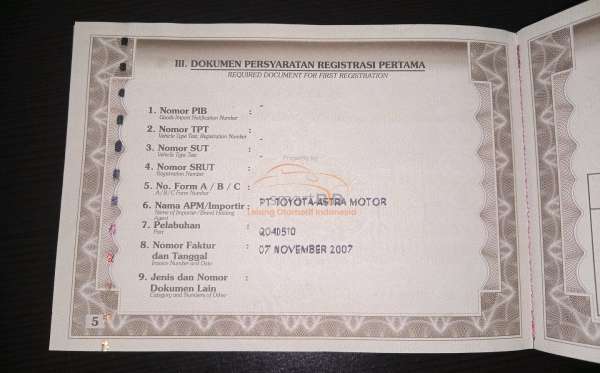 III. DOKUMEN PERSYARATAN REGISTRASI PERTAMA
REQUIRED DOCUMENT FOR FIRST REGISTRATION
1. Nomor PIB : -
Goods Import Notification Number
2. Nomor TPT :
Vehicle Type Test, Registration Number
-
3. Nomor SUT :
Vehicle Type Test
-
4. Nomor SRUT :
Registration Number
5. No. Form A / B / C :
A / B / C Form Number
6. Nama APM/Importir : PT TOYOTA-ASTRA MOTOR
Name of Importer / Brand Holding Agent
7. Pelabuhan :
Port
Lelang Otomotif Indonesia
8. Nomor Faktur :
dan Tanggal
Invoice Number and Date
07 NOVEMBER 2007
9. Jenis dan Nomor :
Dokumen Lain
Category and Numbers of Other
5